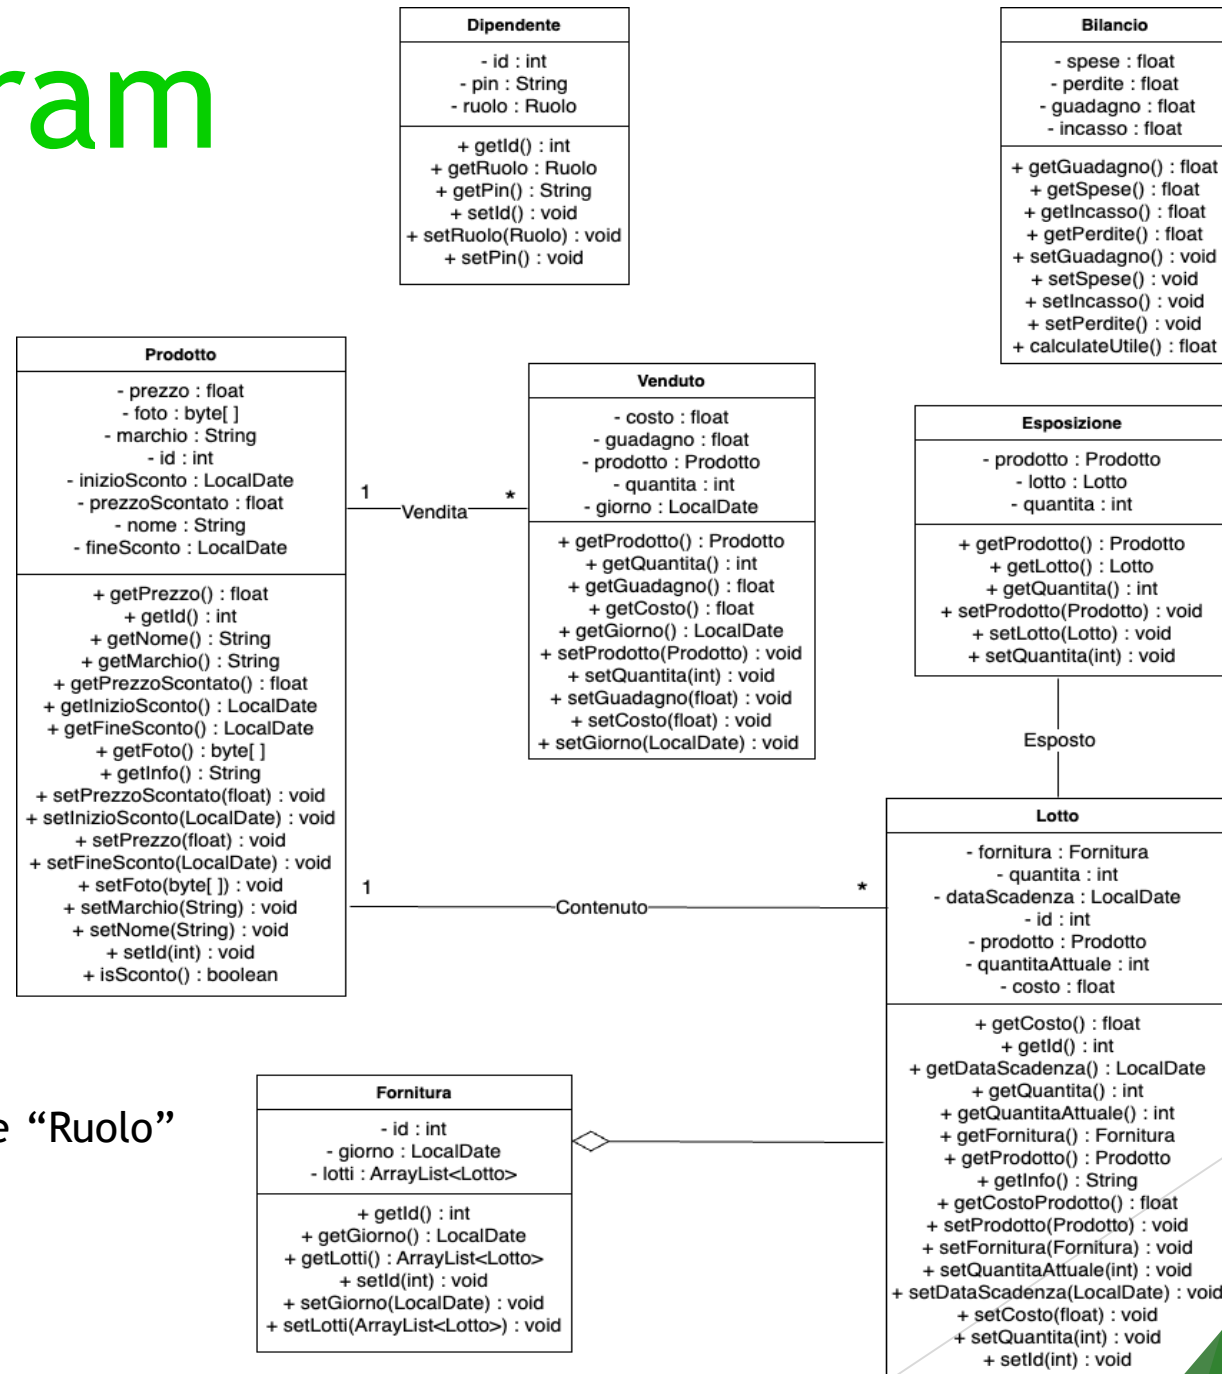 ram
Dipendente
- id : int
- pin : String
- ruolo : Ruolo
+ getId() : int
+ getRuolo : Ruolo
+ getPin() : String
+ setId() : void
+ setRuolo(Ruolo) : void
+ setPin() : void
Bilancio
- spese : float
- perdite : float
- guadagno : float
- incasso : float
+ getGuadagno() : float
+ getSpese() : float
+ getIncasso() : float
+ getPerdite() : float
+ setGuadagno() : void
+ setSpese() : void
+ setIncasso() : void
+ setPerdite() : void
+ calculateUtile() : float
Prodotto
- prezzo : float
- foto : byte[ ]
- marchio : String
- id : int
- inizioSconto : LocalDate
- prezzoScontato : float
- nome : String
- fineSconto : LocalDate
+ getPrezzo() : float
+ getId() : int
+ getNome() : String
+ getMarchio() : String
+ getPrezzoScontato() : float
+ getInizioSconto() : LocalDate
+ getFineSconto() : LocalDate
+ getFoto() : byte[ ]
+ getInfo() : String
+ setPrezzoScontato(float) : void
+ setInizioSconto(LocalDate) : void
+ setPrezzo(float) : void
+ setFineSconto(LocalDate) : void
+ setFoto(byte[ ]) : void
+ setMarchio(String) : void
+ setNome(String) : void
+ setId(int) : void
+ isSconto() : boolean
1
Vendita
*
Venduto
- costo : float
- guadagno : float
- prodotto : Prodotto
- quantita : int
- giorno : LocalDate
+ getProdotto() : Prodotto
+ getQuantita() : int
+ getGuadagno() : float
+ getCosto() : float
+ getGiorno() : LocalDate
+ setProdotto(Prodotto) : void
+ setQuantita(int) : void
+ setGuadagno(float) : void
+ setCosto(float) : void
+ setGiorno(LocalDate) : void
Esposizione
- prodotto : Prodotto
- lotto : Lotto
- quantita : int
+ getProdotto() : Prodotto
+ getLotto() : Lotto
+ getQuantita() : int
+ setProdotto(Prodotto) : void
+ setLotto(Lotto) : void
+ setQuantita(int) : void
Esposto
1
Contenuto
*
Lotto
- fornitura : Fornitura
- quantita : int
- dataScadenza : LocalDate
- id : int
- prodotto : Prodotto
- quantitaAttuale : int
- costo : float
+ getCosto() : float
+ getId() : int
+ getDataScadenza() : LocalDate
+ getQuantita() : int
+ getQuantitaAttuale() : int
+ getFornitura() : Fornitura
+ getProdotto() : Prodotto
+ getInfo() : String
+ getCostoProdotto() : float
+ setProdotto(Prodotto) : void
+ setFornitura(Fornitura) : void
+ setQuantitaAttuale(int) : void
+ setDataScadenza(LocalDate) : void
+ setCosto(float) : void
+ setQuantita(int) : void
+ setId(int) : void
e “Ruolo”
Fornitura
- id : int
- giorno : LocalDate
- lotti : ArrayList<Lotto>
+ getId() : int
+ getGiorno() : LocalDate
+ getLotti() : ArrayList<Lotto>
+ setId(int) : void
+ setGiorno(LocalDate) : void
+ setLotti(ArrayList<Lotto>) : void